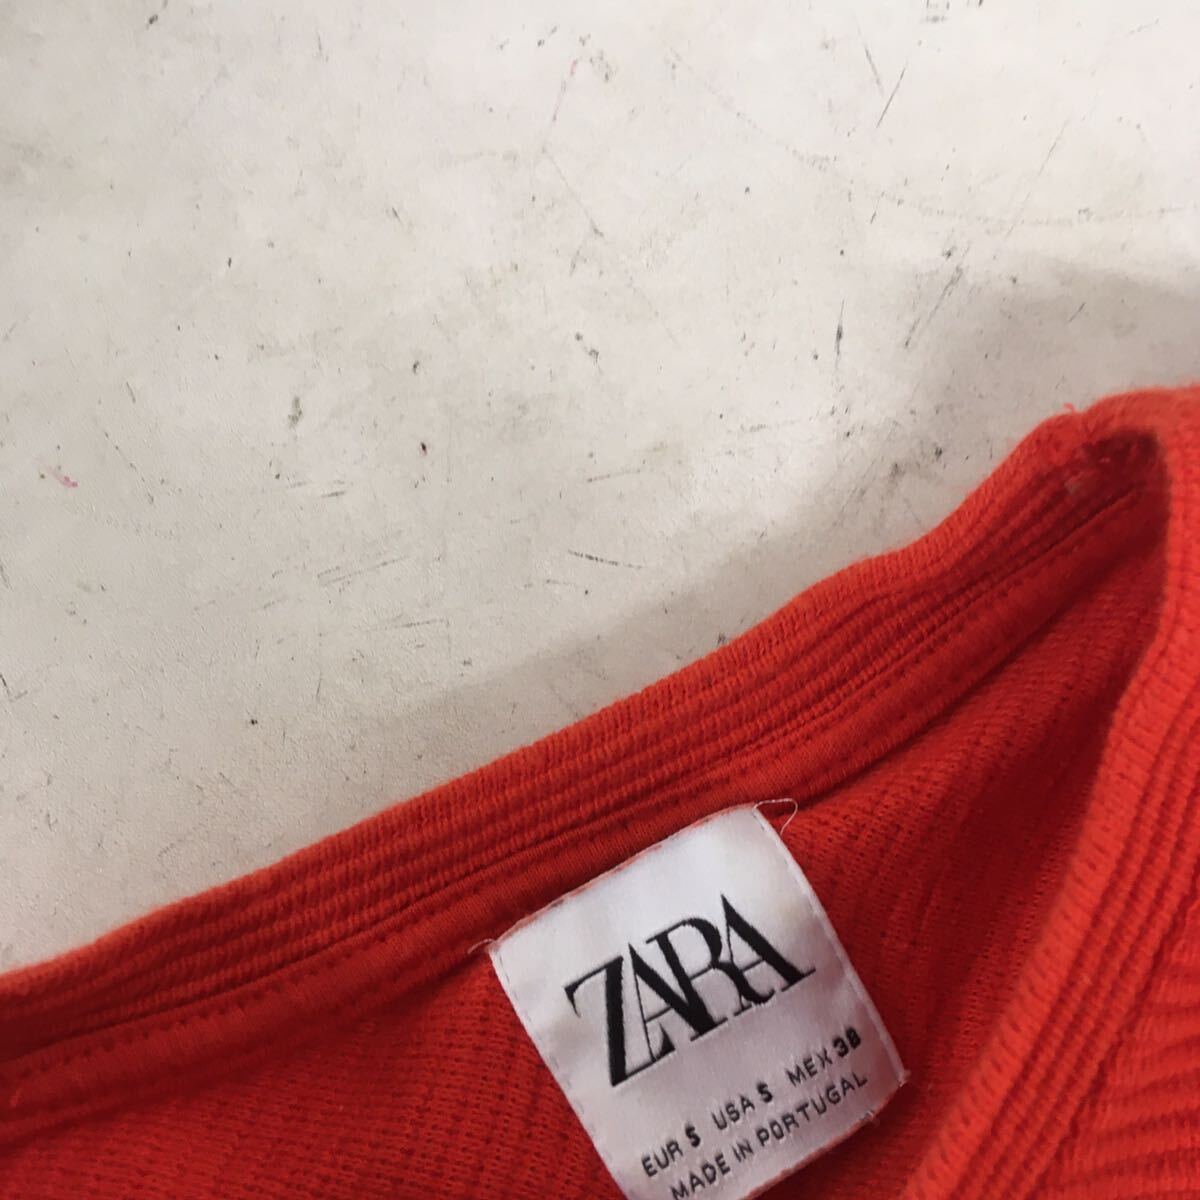 ZARA
EUR S USA S MEX 38
MADE IN PORTUGAL